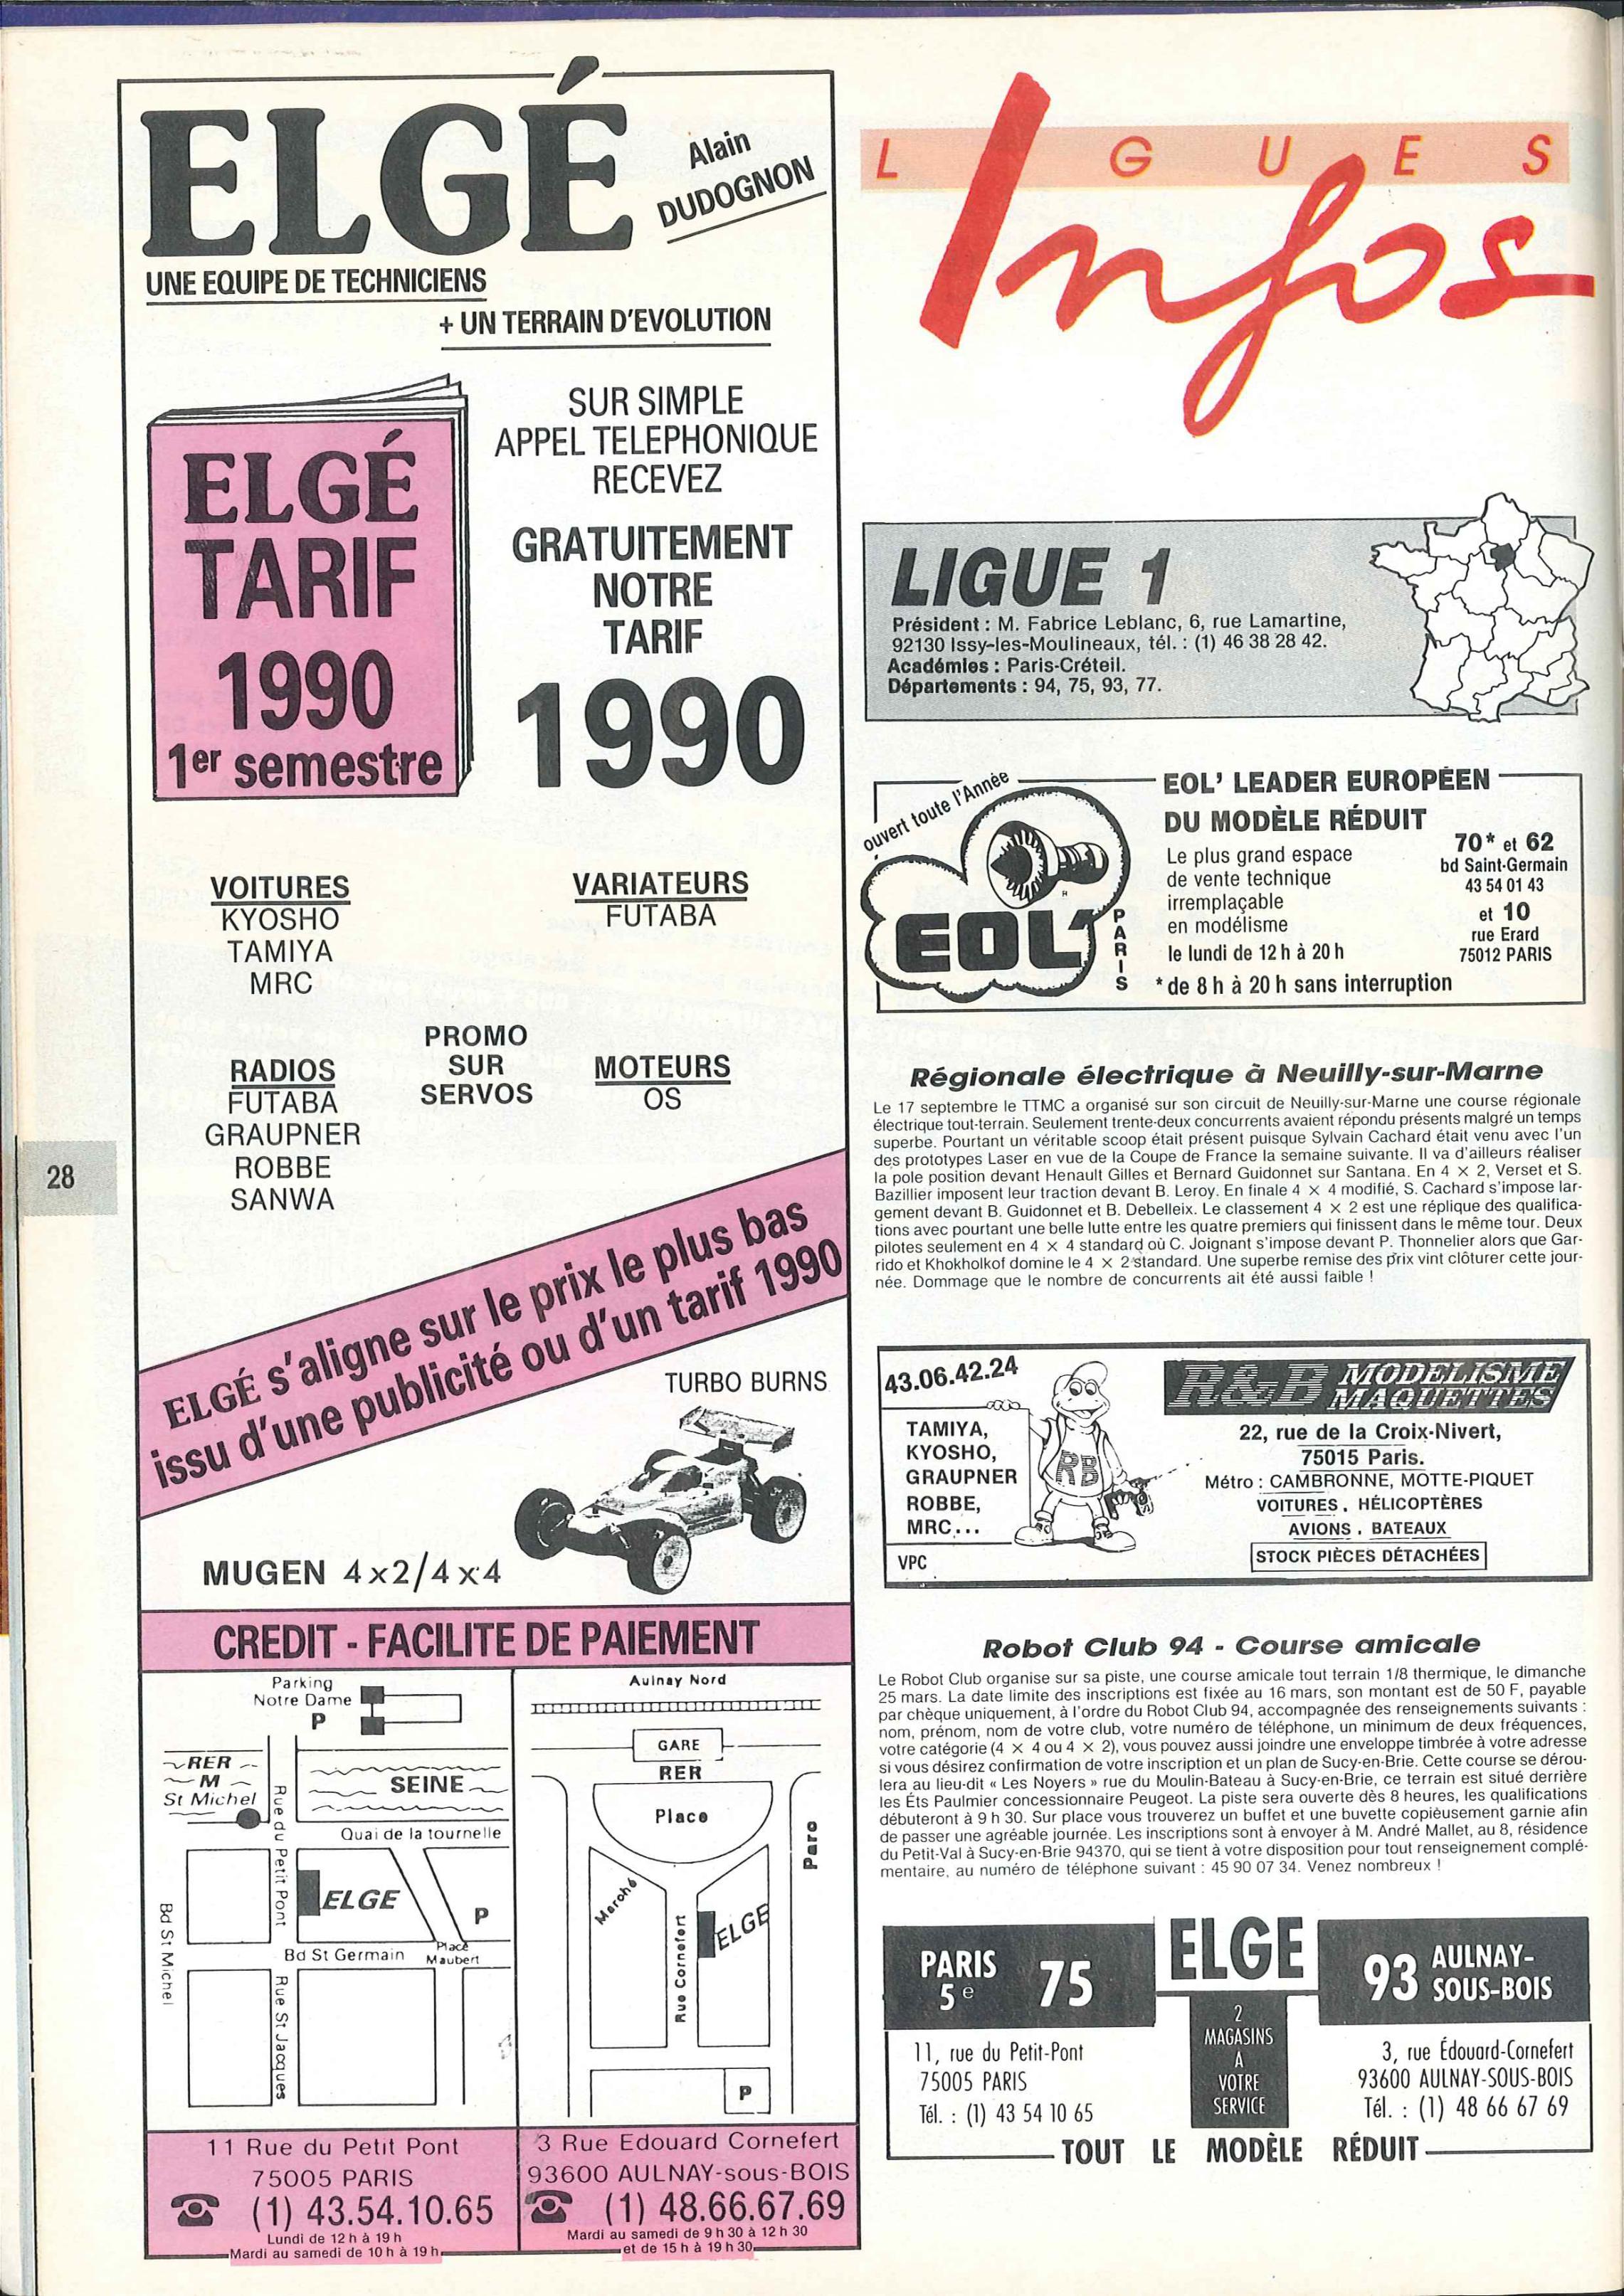 ELGÉ
Alain
DUDOGNON
UNE EQUIPE DE TECHNICIENS
+ UN TERRAIN D'EVOLUTION
ELGÉ
TARIF
1990
1er semestre
SUR SIMPLE
APPEL TELEPHONIQUE
RECEVEZ
GRATUITEMENT
NOTRE
TARIF
1990
VOITURES
KYOSHO
TAMIYA
MRC
VARIATEURS
FUTABA
RADIOS
FUTABA
GRAUPNER
ROBBE
SANWA
PROMO
SUR
SERVOS
MOTEURS
OS
28
ELGÉ s'aligne sur le prix le plus bas
issu d'une publicité ou d'un tarif 1990
TURBO BURNS
MUGEN 4x2/4x4
CREDIT - FACILITE DE PAIEMENT
Parking
Notre Dame
P
RER
M
St Michel
SEINE
Rue du Petit Pont
Quai de la tournelle
ELGE
P
Bd St Michel
Bd St Germain
Place
Maubert
Rue St Jacques
Aulnay Nord
GARE
RER
Place
Parc
Marché
Rue Cornefert
ELGE
P
11 Rue du Petit Pont
75005 PARIS
(1) 43.54.10.65
Lundi de 12 h à 19 h
Mardi au samedi de 10 h à 19 h
3 Rue Edouard Cornefert
93600 AULNAY-sous-BOIS
(1) 48.66.67.69
Mardi au samedi de 9 h 30 à 12 h 30
et de 15 h à 19 h 30
LIGUES
Infos
LIGUE 1
Président : M. Fabrice Leblanc, 6, rue Lamartine,
92130 Issy-les-Moulineaux, tél. : (1) 46 38 28 42.
Académies : Paris-Créteil.
Départements : 94, 75, 93, 77.
ouvert toute l'Année
EOL'
PARIS
EOL' LEADER EUROPÉEN
DU MODÈLE RÉDUIT
Le plus grand espace
de vente technique
irremplaçable
en modélisme
le lundi de 12 h à 20 h
* de 8 h à 20 h sans interruption
70* et 62
bd Saint-Germain
43 54 01 43
et 10
rue Erard
75012 PARIS
Régionale électrique à Neuilly-sur-Marne
Le 17 septembre le TTMC a organisé sur son circuit de Neuilly-sur-Marne une course régionale
électrique tout-terrain. Seulement trente-deux concurrents avaient répondu présents malgré un temps
superbe. Pourtant un véritable scoop était présent puisque Sylvain Cachard était venu avec l'un
des prototypes Laser en vue de la Coupe de France la semaine suivante. Il va d'ailleurs réaliser
la pole position devant Henault Gilles et Bernard Guidonnet sur Santana. En 4 × 2, Verset et S.
Bazillier imposent leur traction devant B. Leroy. En finale 4 × 4 modifié, S. Cachard s'impose lar-
gement devant B. Guidonnet et B. Debelleix. Le classement 4 × 2 est une réplique des qualifica-
tions avec pourtant une belle lutte entre les quatre premiers qui finissent dans le même tour. Deux
pilotes seulement en 4 × 4 standard où C. Joignant s'impose devant P. Thonnelier alors que Gar-
rido et Khokholkof domine le 4 × 2 standard. Une superbe remise des prix vint clôturer cette jour-
née. Dommage que le nombre de concurrents ait été aussi faible !
43.06.42.24
TAMIYA,
KYOSHO,
GRAUPNER
ROBBE,
MRC...
VPC
RB
R&B MODELISME
MAQUETTES
22, rue de la Croix-Nivert,
75015 Paris.
Métro : CAMBRONNE, MOTTE-PIQUET
VOITURES . HÉLICOPTÈRES
AVIONS . BATEAUX
STOCK PIÈCES DÉTACHÉES
Robot Club 94 - Course amicale
Le Robot Club organise sur sa piste, une course amicale tout terrain 1/8 thermique, le dimanche
25 mars. La date limite des inscriptions est fixée au 16 mars, son montant est de 50 F, payable
par chèque uniquement, à l'ordre du Robot Club 94, accompagnée des renseignements suivants :
nom, prénom, nom de votre club, votre numéro de téléphone, un minimum de deux fréquences,
votre catégorie (4 × 4 ou 4 × 2), vous pouvez aussi joindre une enveloppe timbrée à votre adresse
si vous désirez confirmation de votre inscription et un plan de Sucy-en-Brie. Cette course se dérou-
lera au lieu-dit « Les Noyers » rue du Moulin-Bateau à Sucy-en-Brie, ce terrain est situé derrière
les Éts Paulmier concessionnaire Peugeot. La piste sera ouverte dès 8 heures, les qualifications
débuteront à 9 h 30. Sur place vous trouverez un buffet et une buvette copieusement garnie afin
de passer une agréable journée. Les inscriptions sont à envoyer à M. André Mallet, au 8, résidence
du Petit-Val à Sucy-en-Brie 94370, qui se tient à votre disposition pour tout renseignement complé-
mentaire, au numéro de téléphone suivant : 45 90 07 34. Venez nombreux !
PARIS
5e
75
ELGE
93
AULNAY-
SOUS-BOIS
2
MAGASINS
A
VOTRE
SERVICE
11, rue du Petit-Pont
75005 PARIS
Tél. : (1) 43 54 10 65
3, rue Édouard-Cornefert
93600 AULNAY-SOUS-BOIS
Tél. : (1) 48 66 67 69
TOUT LE MODÈLE RÉDUIT